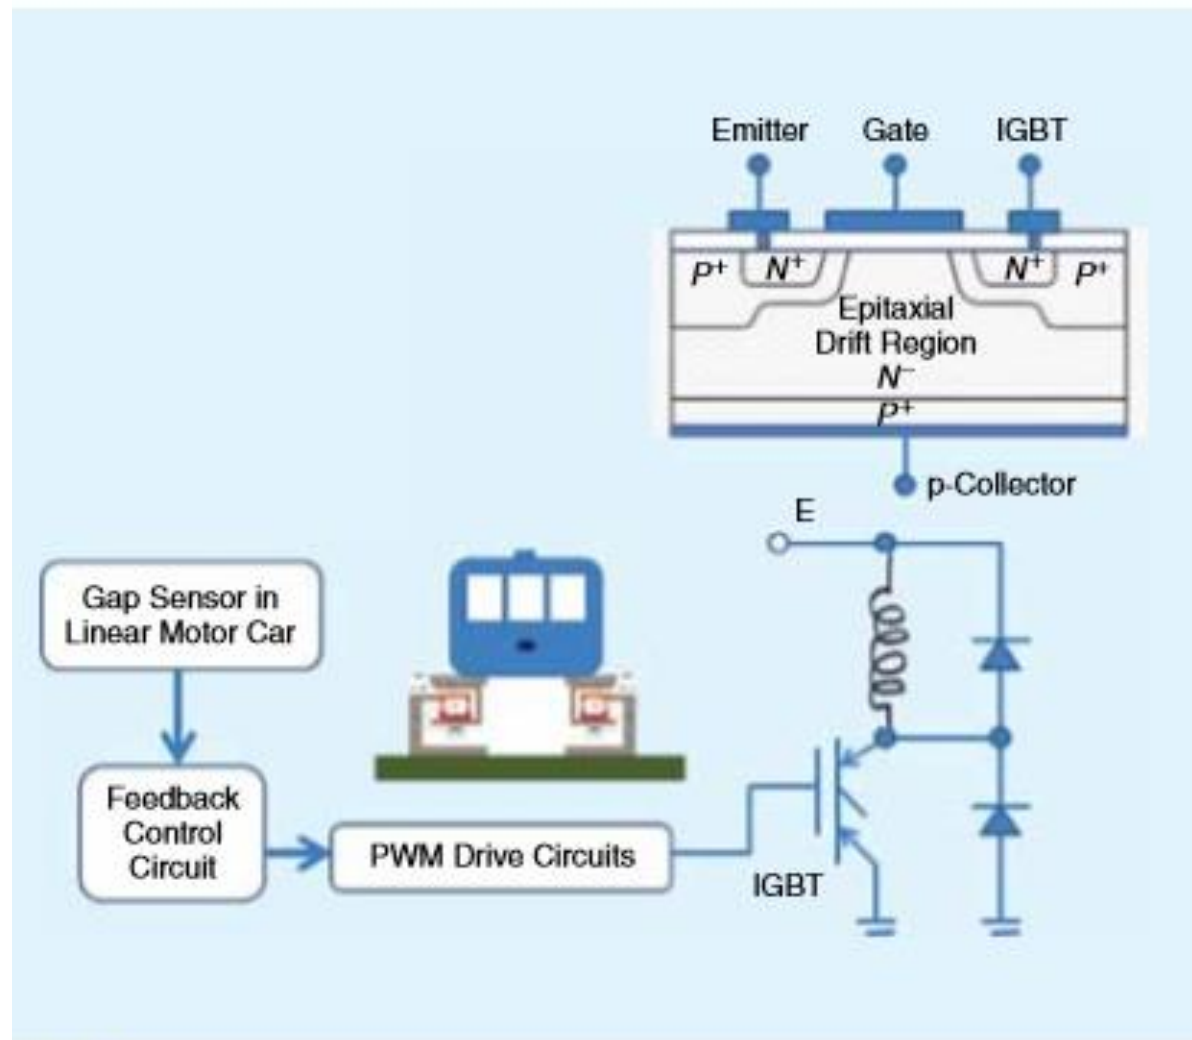 Emitter Gate IGBT
P+ N+ N+ P+
Epitaxial
Drift Region
N−
P+
p-Collector
E
Gap Sensor in
Linear Motor Car
Feedback
Control
Circuit
PWM Drive Circuits
IGBT